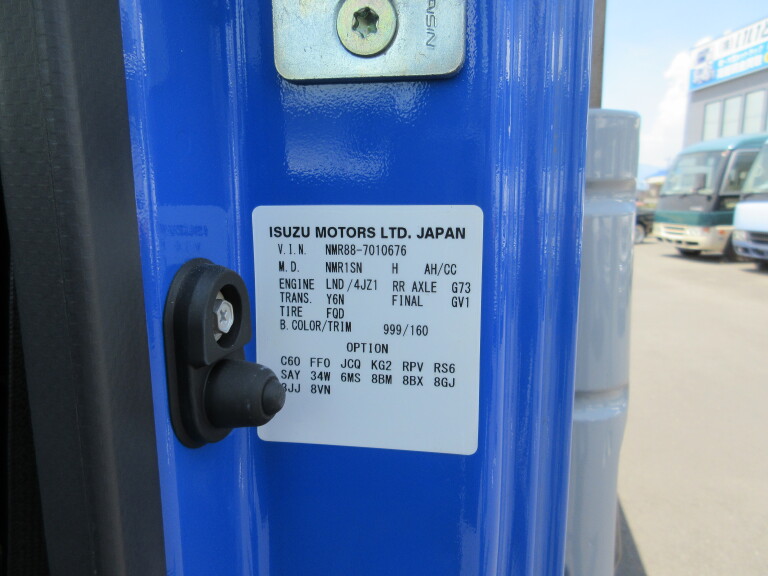 AISIN
ISUZU MOTORS LTD. JAPAN
V.I.N. NMR88-7010676
M.D. NMR1SN H AH/CC
ENGINE LND/4JZ1 RR AXLE G73
TRANS. Y6N FINAL GV1
TIRE FQD
B.COLOR/TRIM 999/160
OPTION
C60 FF0 JCQ KG2 RPV RS6
SAY 34W 6MS 8BM 8BX 8GJ
8VN